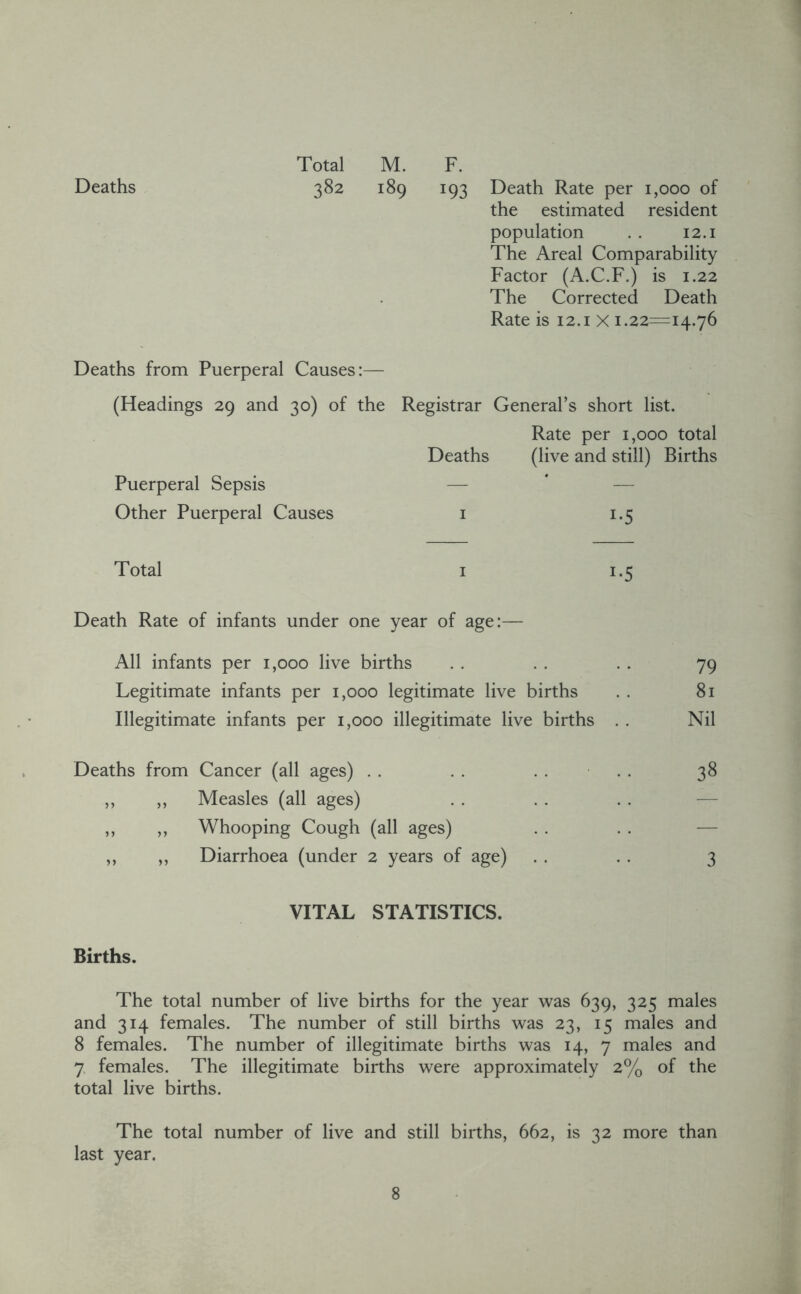 Total M. F.
Deaths 382 189 193 Death Rate per 1,000 of
the estimated resident
population . . 12.1
The Areal Comparability
Factor (A.C.F.) is 1.22
The Corrected Death
Rate is 12.1 X 1.22=14.76
Deaths from Puerperal Causes:—
(Headings 29 and 30) of the Registrar General's short list.
Rate per 1,000 total
Deaths (live and still) Births
Puerperal Sepsis — —
Other Puerperal Causes 1 1.5
Total 1 1.5
Death Rate of infants under one year of age:—
All infants per 1,000 live births . . . . . . 79
Legitimate infants per 1,000 legitimate live births . . 81
Illegitimate infants per 1,000 illegitimate live births . . Nil
Deaths from Cancer (all ages) . . . . . . . . 38
,, ,, Measles (all ages) . . . . . . —
,, ,, Whooping Cough (all ages) . . . . —
,, ,, Diarrhoea (under 2 years of age) . . . . 3
VITAL STATISTICS.
Births.
The total number of live births for the year was 639, 325 males
and 314 females. The number of still births was 23, 15 males and
8 females. The number of illegitimate births was 14, 7 males and
7 females. The illegitimate births were approximately 2% of the
total live births.
The total number of live and still births, 662, is 32 more than
last year.
8